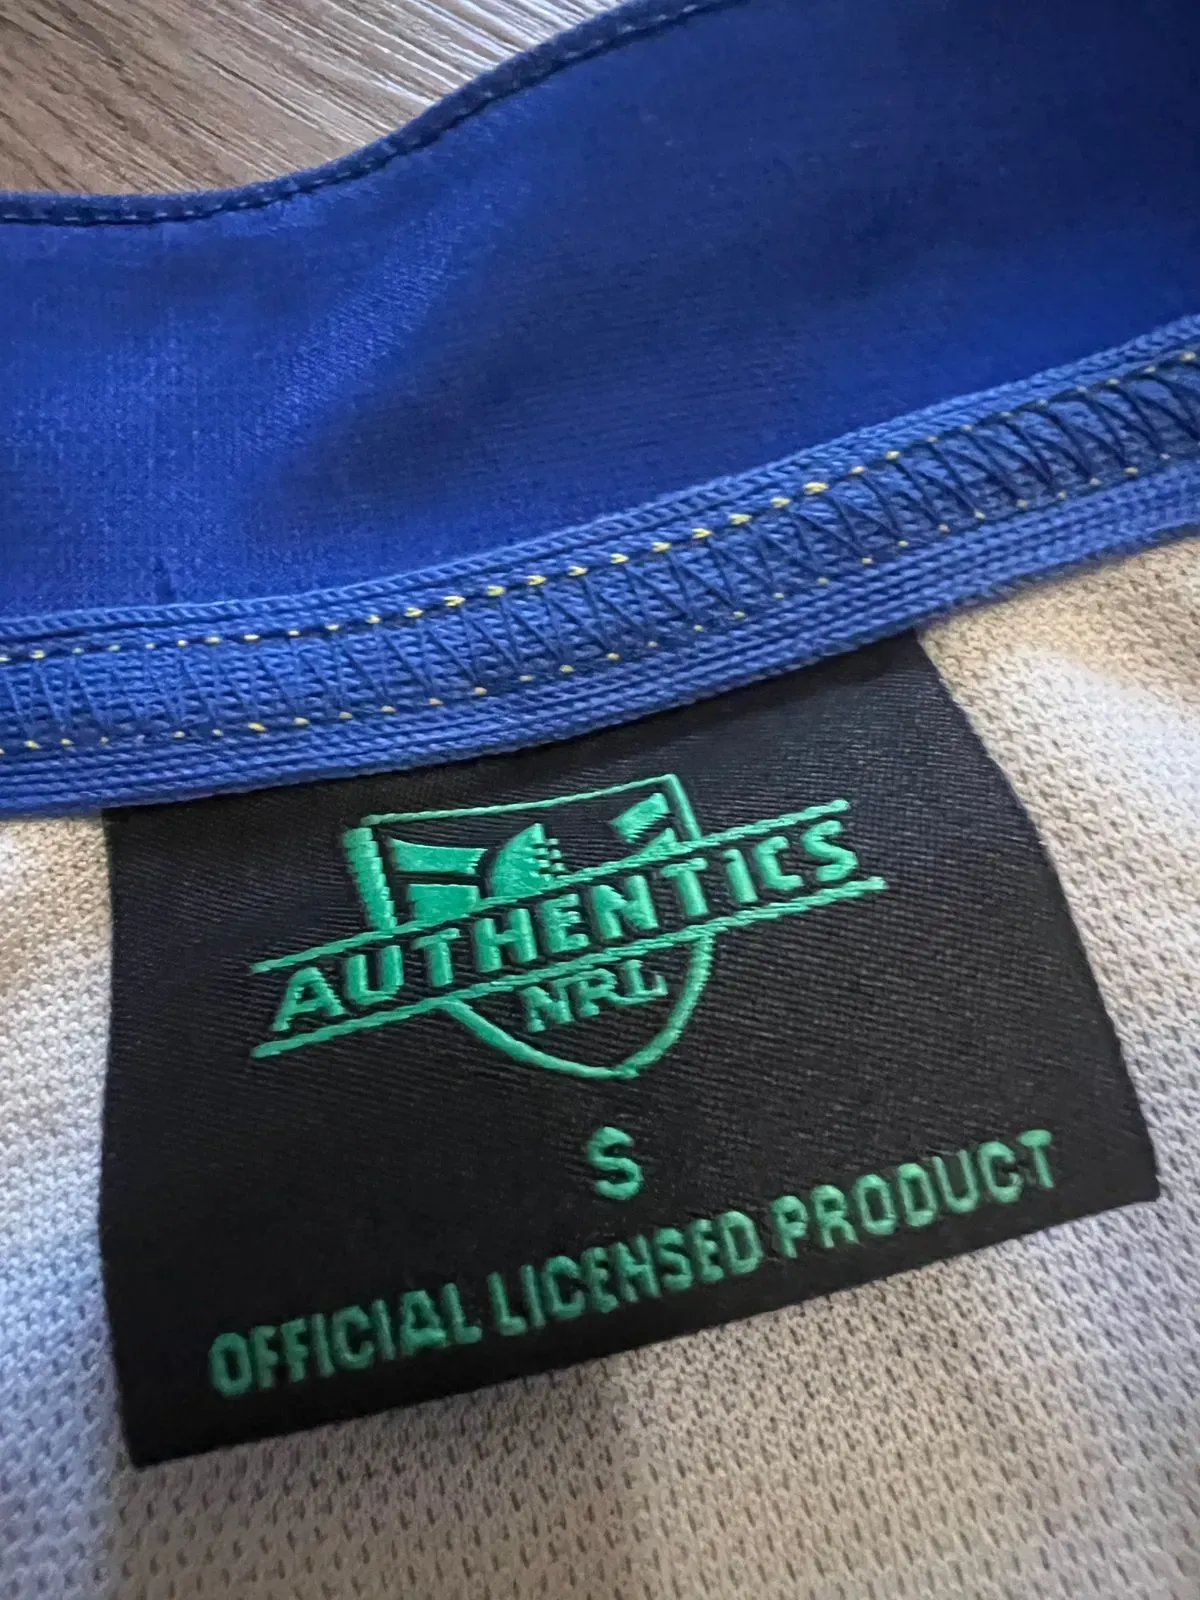 AUTHENTICS
NRL
S
OFFICIAL LICENSED PRODUCT